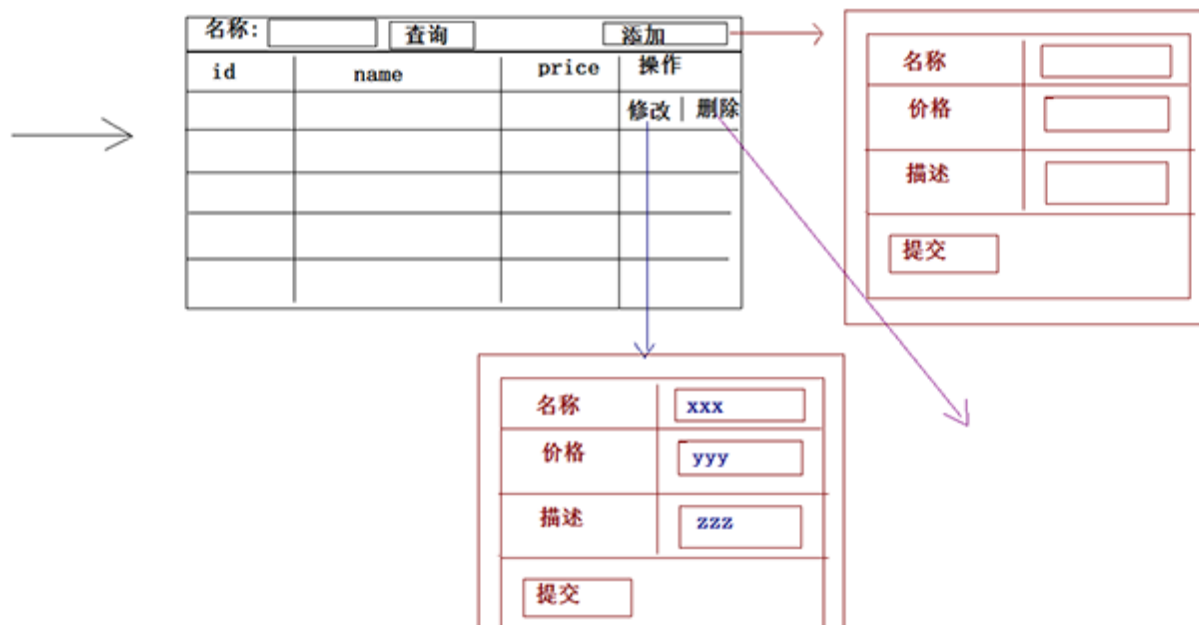 名称: 查询 添加
id name price 操作
修改 | 删除
名称
价格
描述
提交
名称 xxx
价格 yyy
描述 zzz
提交